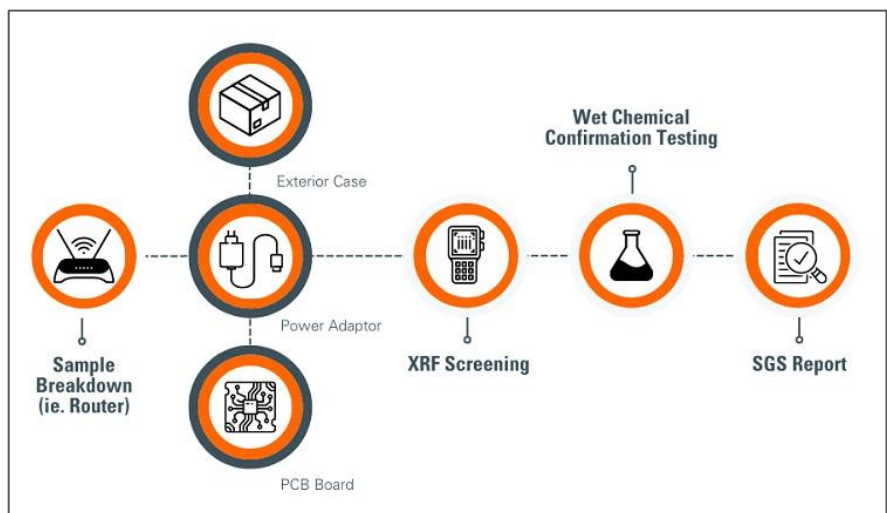 Exterior Case
Wet Chemical
Confirmation Testing
Power Adaptor
Sample
Breakdown
(ie. Router)
XRF Screening
SGS Report
PCB Board